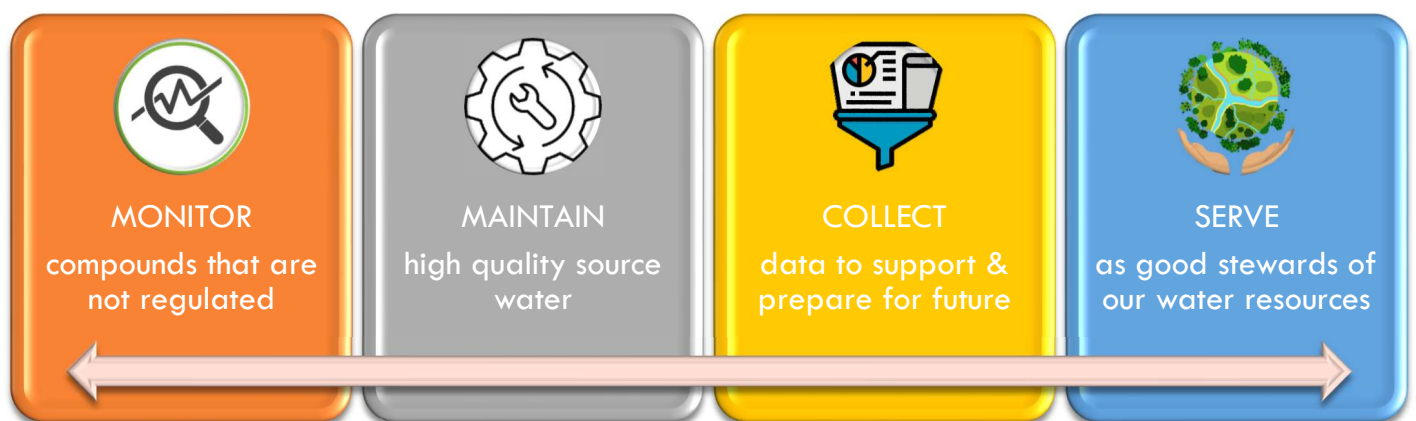 MONITOR
compounds that are
not regulated
MAINTAIN
high quality source
water
COLLECT
data to support &
prepare for future
SERVE
as good stewards of
our water resources